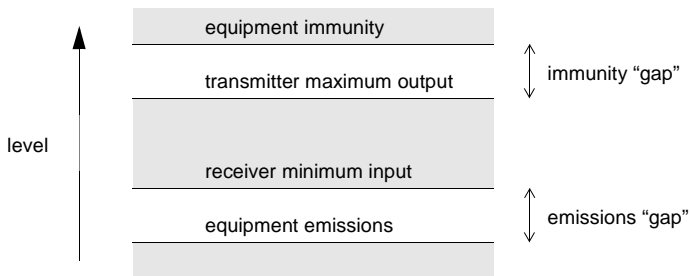 equipment immunity
transmitter maximum output
immunity “gap”
level
receiver minimum input
equipment emissions
emissions “gap”